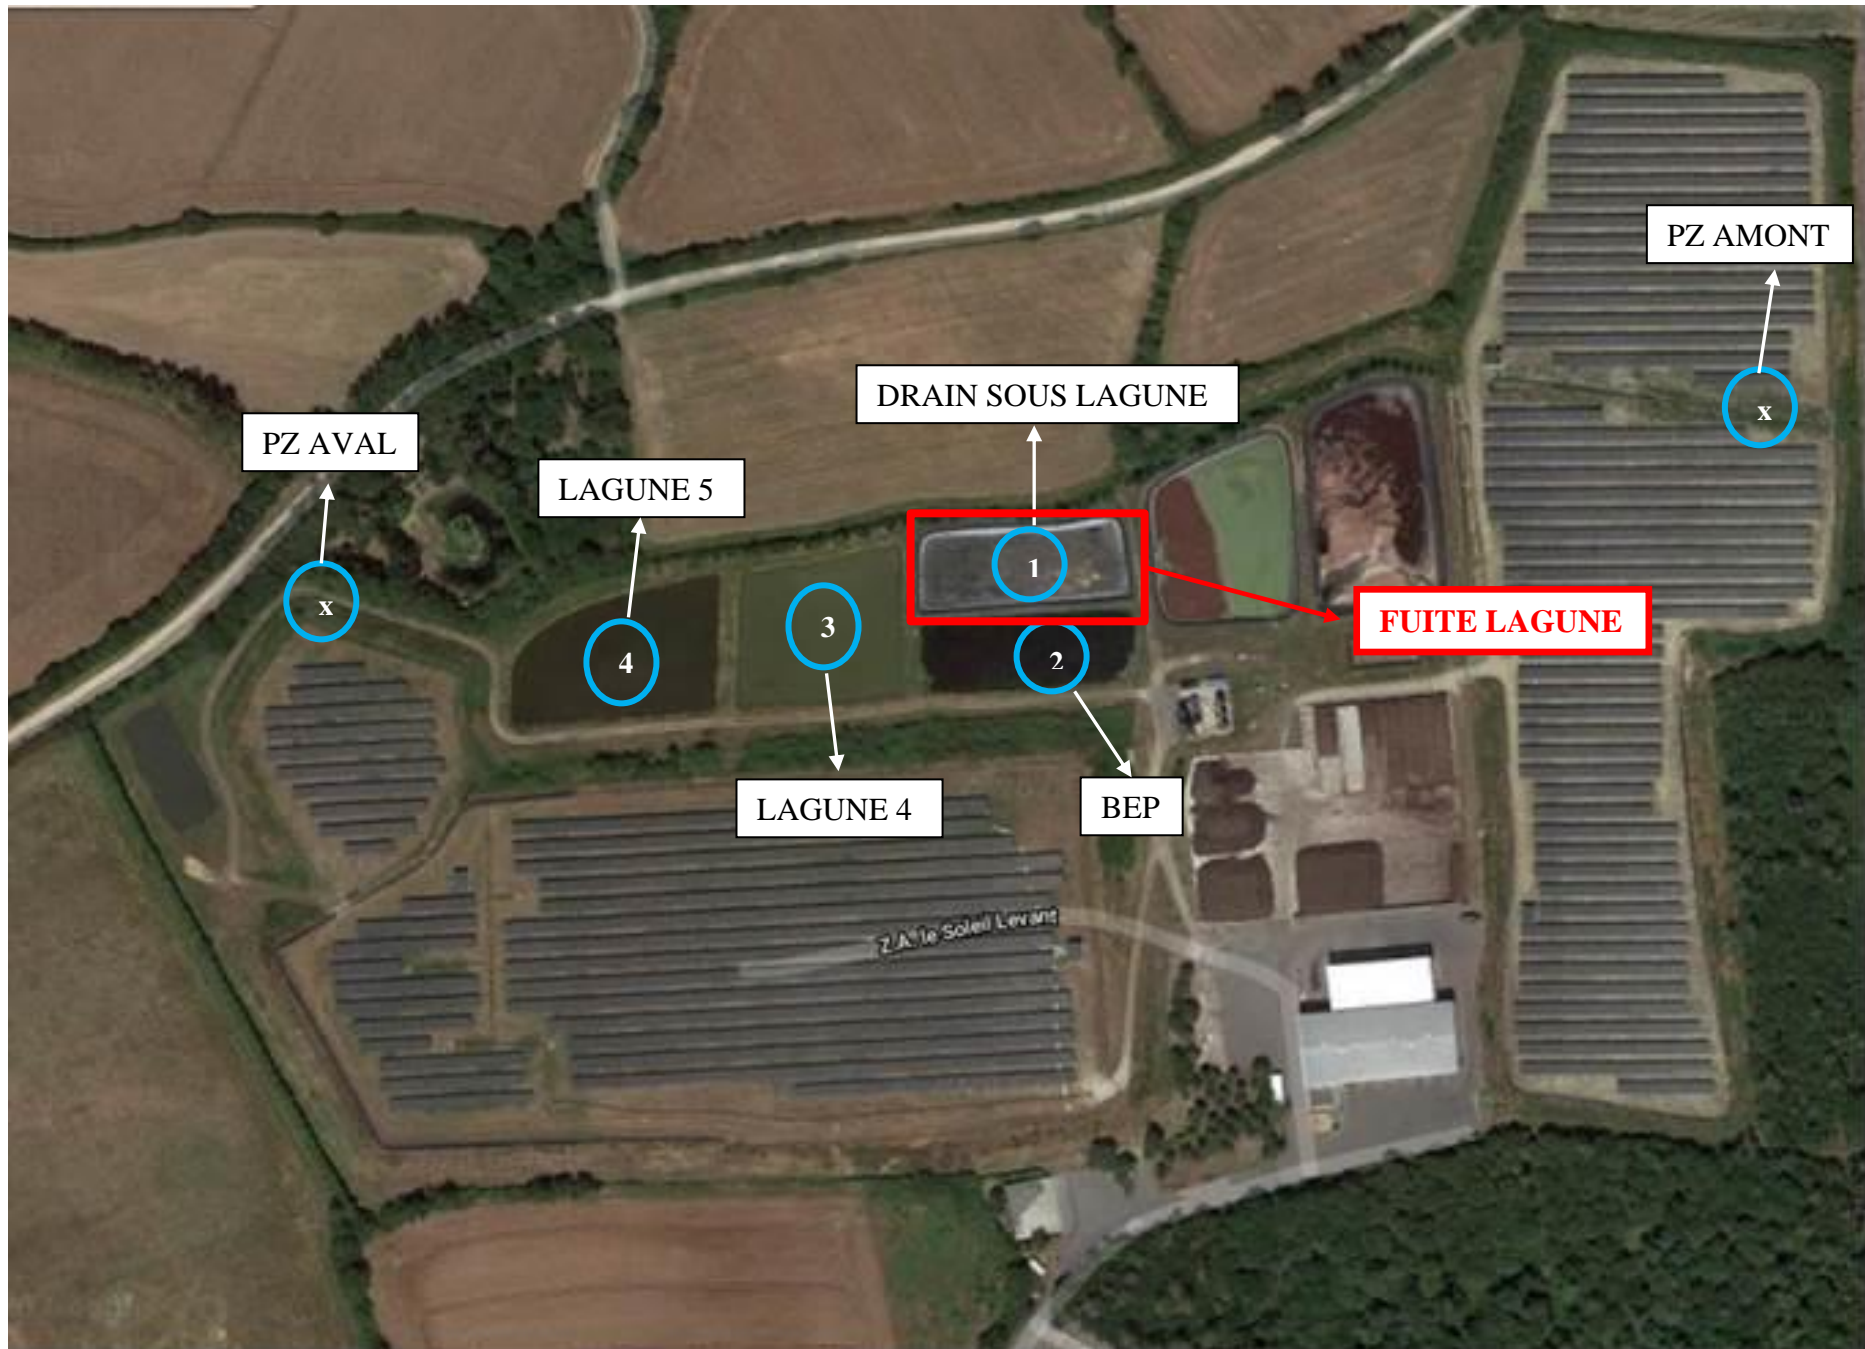 PZ AMONT
x
DRAIN SOUS LAGUNE
PZ AVAL
LAGUNE 5
1
x
3
FUITE LAGUNE
4
2
LAGUNE 4
BEP
Z.A. le Soleil Levant